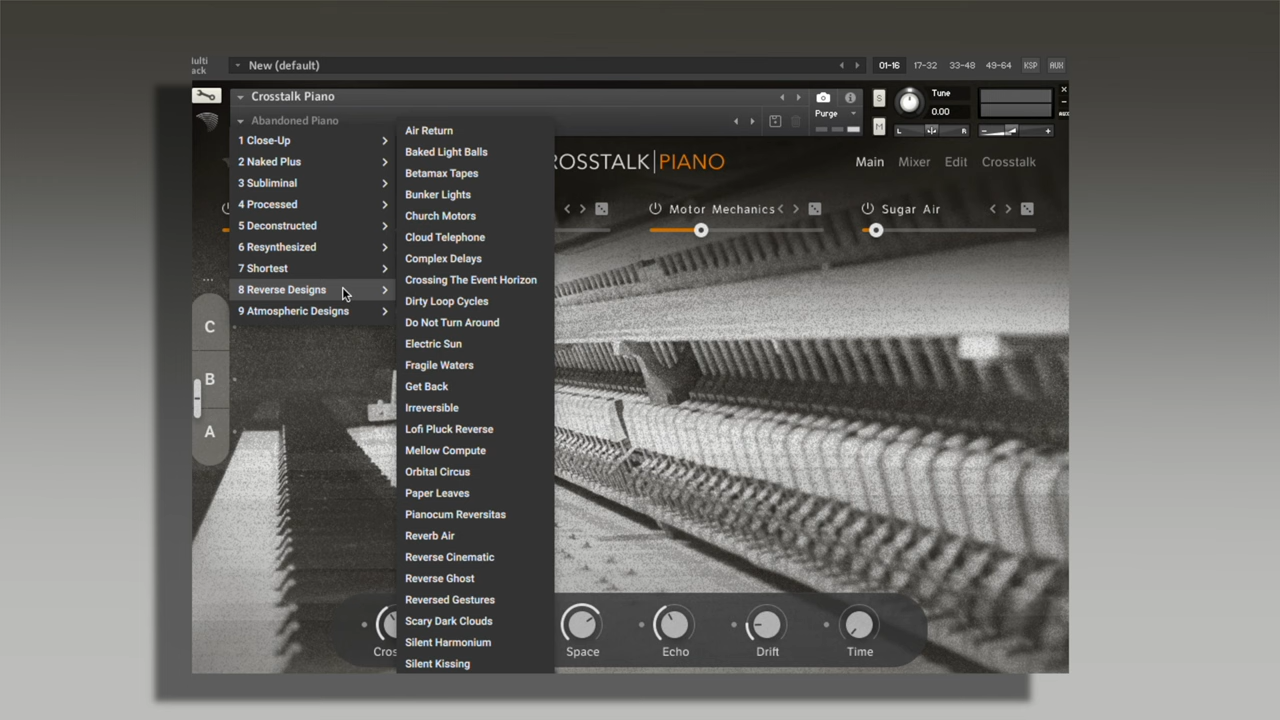 ulti
ack
New (default)
01-16 17-32 33-48 49-64 KSP AUX
Crosstalk Piano
Purge
S
M
Tune
0.00
L R
- +
AUX
Abandoned Piano
1 Close-Up
2 Naked Plus
3 Subliminal
4 Processed
5 Deconstructed
6 Resynthesized
7 Shortest
8 Reverse Designs
9 Atmospheric Designs
Air Return
Baked Light Balls
Betamax Tapes
Bunker Lights
Church Motors
Cloud Telephone
Complex Delays
Crossing The Event Horizon
Dirty Loop Cycles
Do Not Turn Around
Electric Sun
Fragile Waters
Get Back
Irreversible
Lofi Pluck Reverse
Mellow Compute
Orbital Circus
Paper Leaves
Pianocum Reversitas
Reverb Air
Reverse Cinematic
Reverse Ghost
Reversed Gestures
Scary Dark Clouds
Silent Harmonium
Silent Kissing
ROSSTALK|PIANO
Main Mixer Edit Crosstalk
Motor Mechanics
Sugar Air
C
B
A
Cros
Space
Echo
Drift
Time